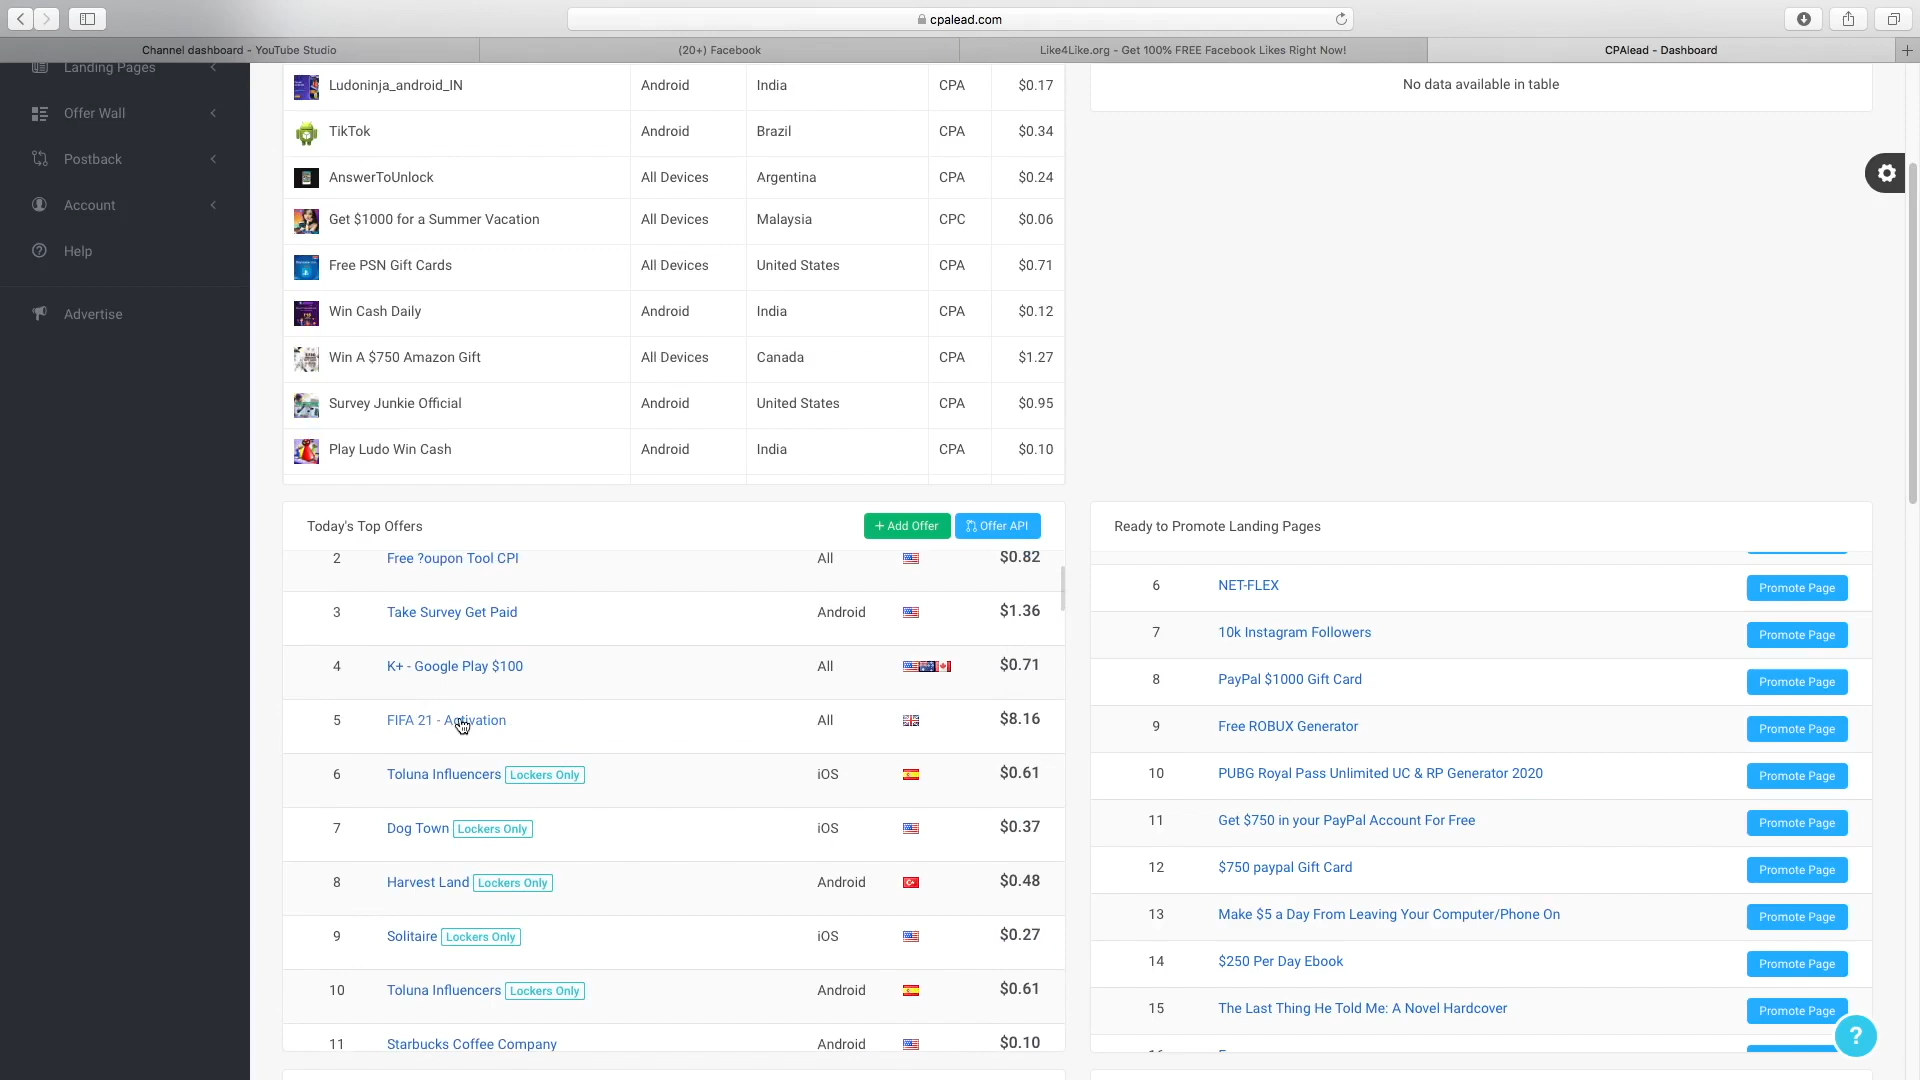 cpalead.com
Channel dashboard - YouTube Studio
(20+) Facebook
Like4Like.org - Get 100% FREE Facebook Likes Right Now!
CPAlead - Dashboard
Landing Pages
Offer Wall
Postback
Account
Help
Advertise
Ludoninja_android_IN Android India CPA $0.17
TikTok Android Brazil CPA $0.34
AnswerToUnlock All Devices Argentina CPA $0.24
Get $1000 for a Summer Vacation All Devices Malaysia CPC $0.06
Free PSN Gift Cards All Devices United States CPA $0.71
Win Cash Daily Android India CPA $0.12
Win A $750 Amazon Gift All Devices Canada CPA $1.27
Survey Junkie Official Android United States CPA $0.95
Play Ludo Win Cash Android India CPA $0.10
No data available in table
Today's Top Offers + Add Offer Offer API
2 Free ?oupon Tool CPI All $0.82
3 Take Survey Get Paid Android $1.36
4 K+ - Google Play $100 All $0.71
5 FIFA 21 - Activation All $8.16
6 Toluna Influencers Lockers Only iOS $0.61
7 Dog Town Lockers Only iOS $0.37
8 Harvest Land Lockers Only Android $0.48
9 Solitaire Lockers Only iOS $0.27
10 Toluna Influencers Lockers Only Android $0.61
11 Starbucks Coffee Company Android $0.10
Ready to Promote Landing Pages
6 NET-FLEX Promote Page
7 10k Instagram Followers Promote Page
8 PayPal $1000 Gift Card Promote Page
9 Free ROBUX Generator Promote Page
10 PUBG Royal Pass Unlimited UC & RP Generator 2020 Promote Page
11 Get $750 in your PayPal Account For Free Promote Page
12 $750 paypal Gift Card Promote Page
13 Make $5 a Day From Leaving Your Computer/Phone On Promote Page
14 $250 Per Day Ebook Promote Page
15 The Last Thing He Told Me: A Novel Hardcover Promote Page
?